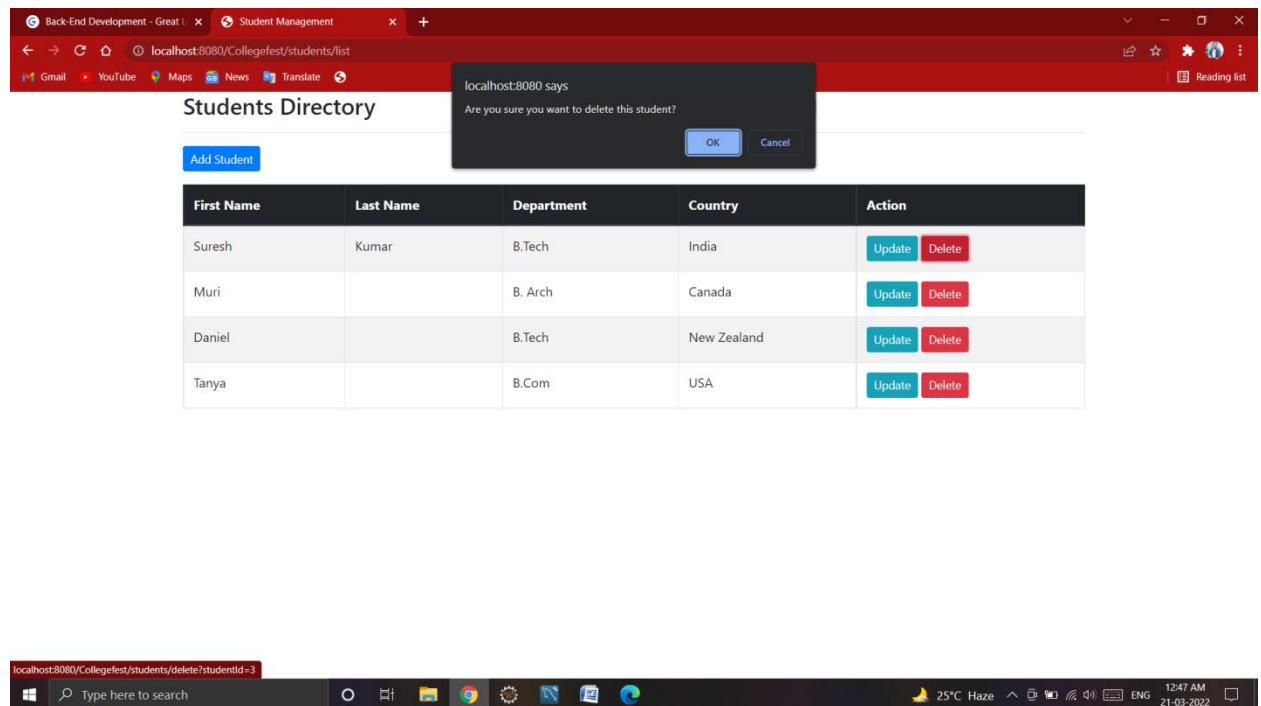 Back-End Development - Great L
Student Management
localhost:8080/Collegefest/students/list
Gmail YouTube Maps News Translate Reading list
localhost:8080 says
Are you sure you want to delete this student?
OK Cancel
Students Directory
Add Student
First Name Last Name Department Country Action
Suresh Kumar B.Tech India Update Delete
Muri B. Arch Canada Update Delete
Daniel B.Tech New Zealand Update Delete
Tanya B.Com USA Update Delete
localhost:8080/Collegefest/students/delete?studentId=3
Type here to search
25°C Haze ENG
12:47 AM
21-03-2022